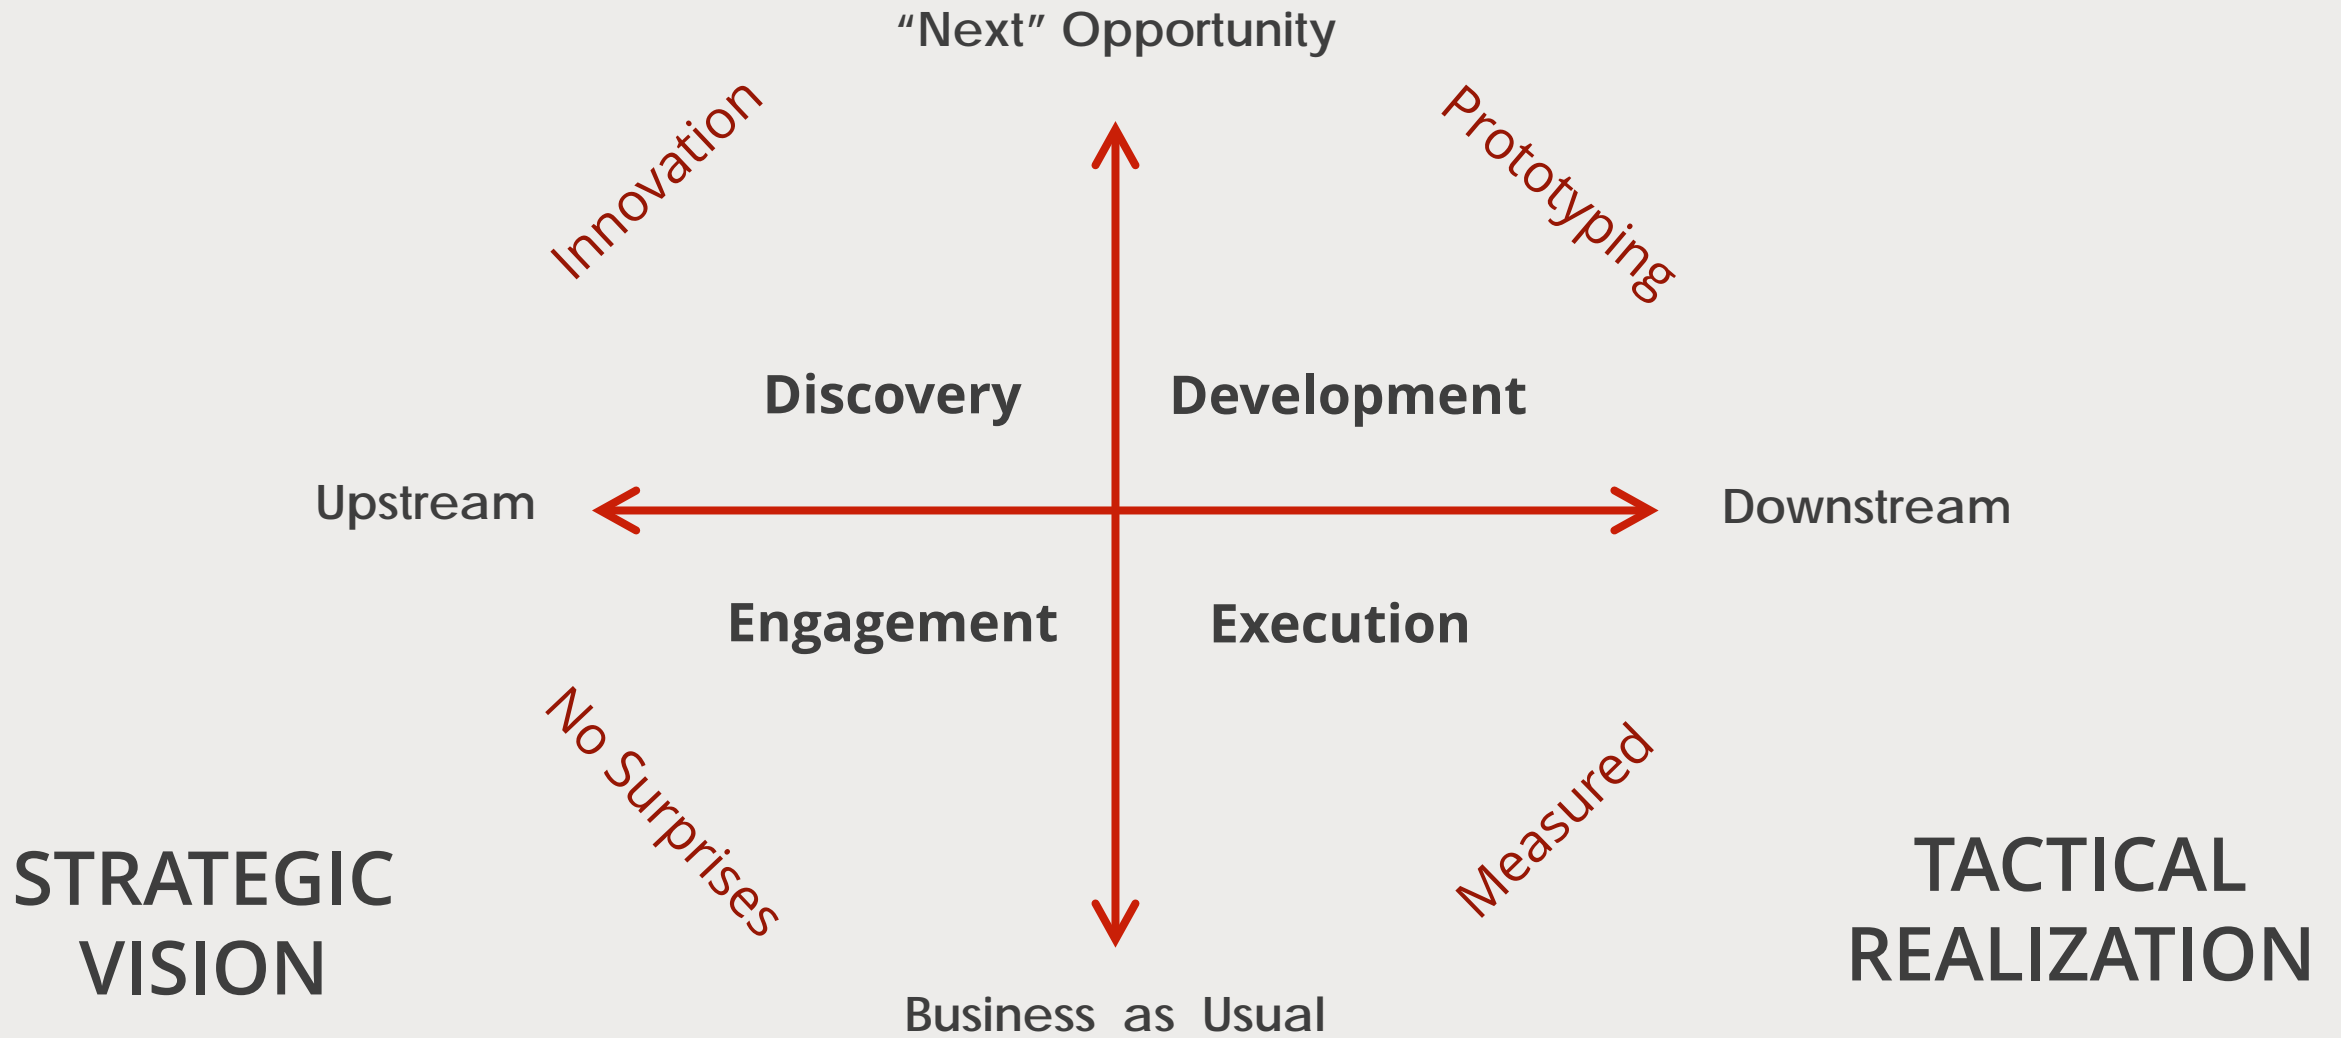 “Next” Opportunity
Innovation
Prototyping
Discovery
Development
Upstream
Downstream
Engagement
Execution
No Surprises
Measured
STRATEGIC
VISION
TACTICAL
REALIZATION
Business as Usual